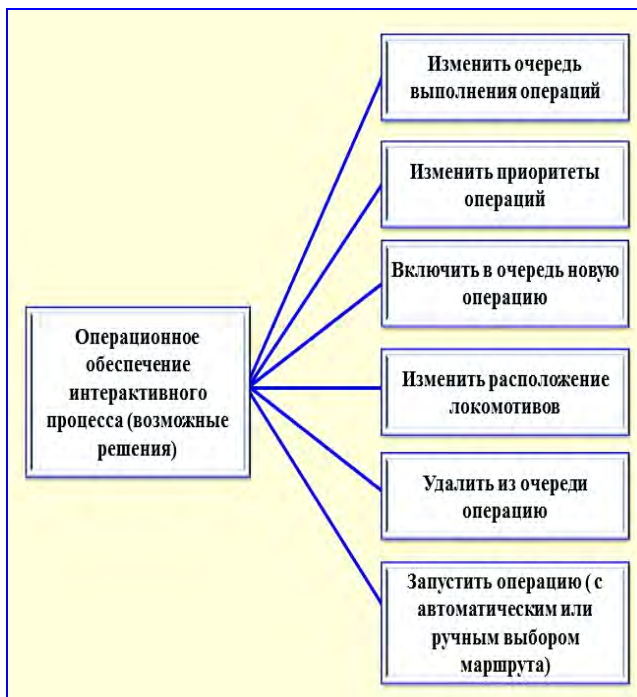 Изменить очередь
выполнения операций
Изменить приоритеты
операций
Включить в очередь новую
операцию
Операционное
обеспечение
интерактивного
процесса (возможные
решения)
Изменить расположение
локомотивов
Удалить из очереди
операцию
Запустить операцию ( с
автоматическим или
ручным выбором
маршрута)